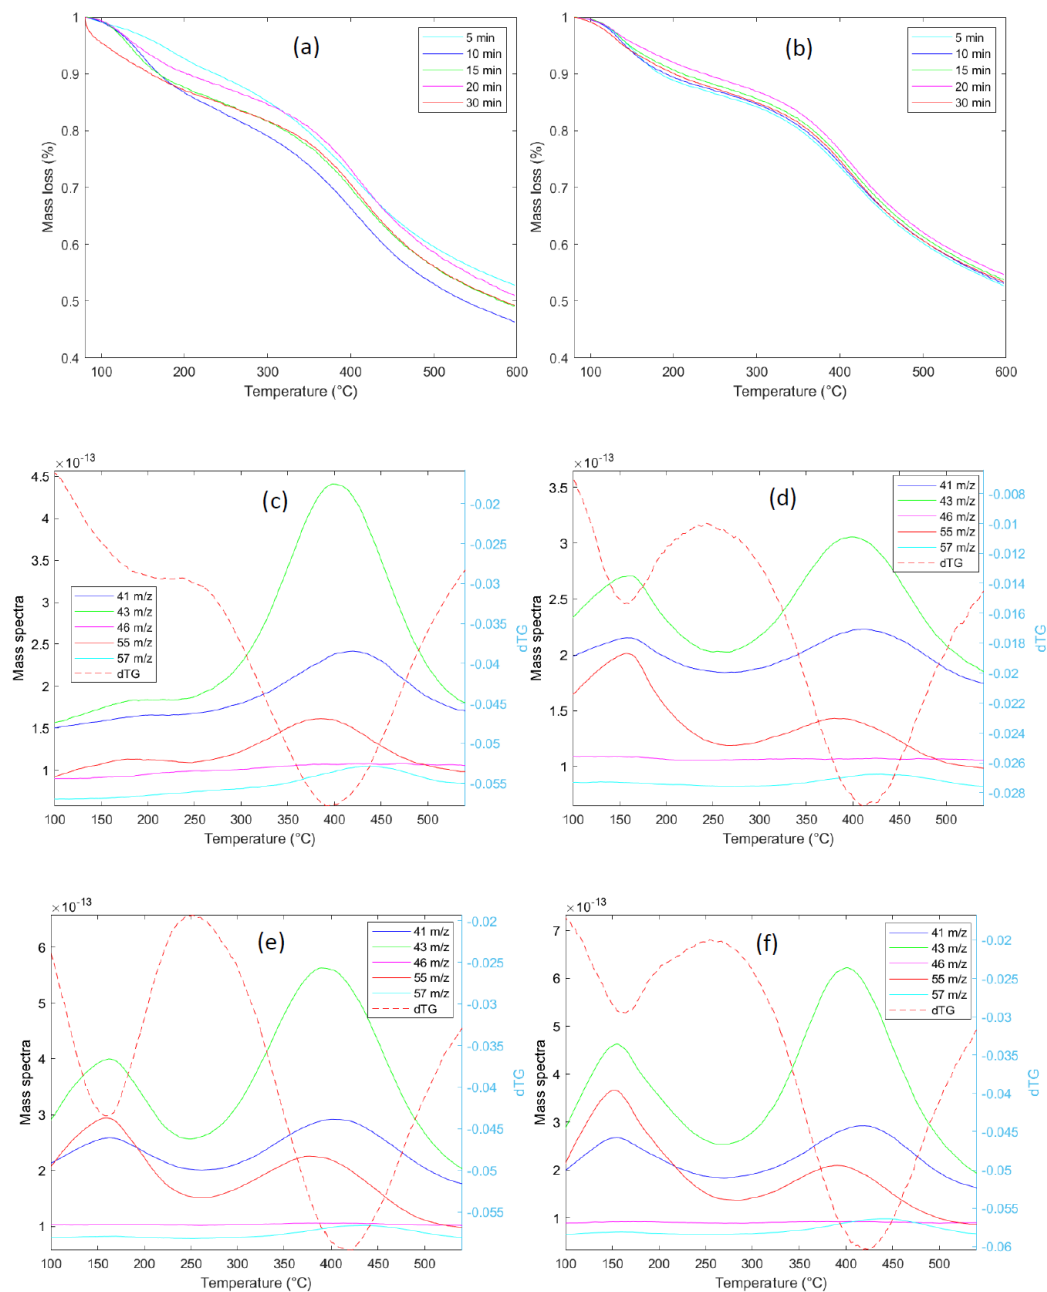 (a)
5 min
10 min
15 min
20 min
30 min
1
0.9
0.8
0.7
0.6
0.5
0.4
Mass loss (%)
100 200 300 400 500 600
Temperature (°C)
(b)
5 min
10 min
15 min
20 min
30 min
1
0.9
0.8
0.7
0.6
0.5
0.4
Mass loss (%)
100 200 300 400 500 600
Temperature (°C)
×10⁻¹³
(c)
4.5
4
3.5
3
2.5
2
1.5
1
Mass spectra
41 m/z
43 m/z
46 m/z
55 m/z
57 m/z
dTG
-0.02
-0.025
-0.03
-0.035
-0.04
-0.045
-0.05
-0.055
dTG
100 150 200 250 300 350 400 450 500
Temperature (°C)
×10⁻¹³
(d)
3.5
3
2.5
2
1.5
1
Mass spectra
41 m/z
43 m/z
46 m/z
55 m/z
57 m/z
dTG
-0.008
-0.01
-0.012
-0.014
-0.016
-0.018
-0.02
-0.022
-0.024
-0.026
-0.028
dTG
100 150 200 250 300 350 400 450 500
Temperature (°C)
×10⁻¹³
(e)
6
5
4
3
2
1
Mass spectra
41 m/z
43 m/z
46 m/z
55 m/z
57 m/z
dTG
-0.02
-0.025
-0.03
-0.035
-0.04
-0.045
-0.05
-0.055
dTG
100 150 200 250 300 350 400 450 500
Temperature (°C)
×10⁻¹³
(f)
7
6
5
4
3
2
1
Mass spectra
41 m/z
43 m/z
46 m/z
55 m/z
57 m/z
dTG
-0.02
-0.025
-0.03
-0.035
-0.04
-0.045
-0.05
-0.055
-0.06
dTG
100 150 200 250 300 350 400 450 500
Temperature (°C)